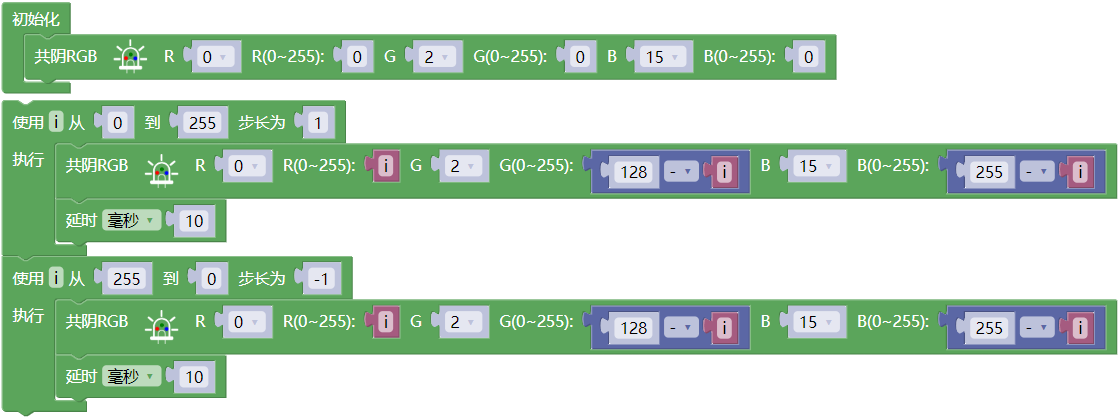 初始化
共阴RGB R 0 R(0~255): 0 G 2 G(0~255): 0 B 15 B(0~255): 0
使用 i 从 0 到 255 步长为 1
执行 共阴RGB R 0 R(0~255): i G 2 G(0~255): 128 - i B 15 B(0~255): 255 - i
延时 毫秒 10
使用 i 从 255 到 0 步长为 -1
执行 共阴RGB R 0 R(0~255): i G 2 G(0~255): 128 - i B 15 B(0~255): 255 - i
延时 毫秒 10